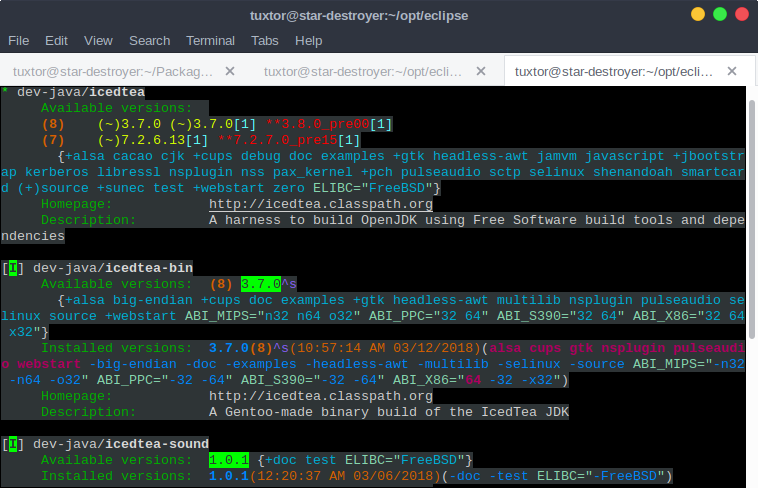 tuxtor@star-destroyer:~/opt/eclipse
File Edit View Search Terminal Tabs Help
tuxtor@star-destroyer:~/Packag... × tuxtor@star-destroyer:~/opt/ecli... × tuxtor@star-destroyer:~/opt/ecli... ×
* dev-java/icedtea
Available versions:
(8) (~)3.7.0 (~)3.7.0[1] **3.8.0_pre00[1]
(7) (~)7.2.6.13[1] **7.2.7.0_pre15[1]
{+alsa cacao cjk +cups debug doc examples +gtk headless-awt jamvm javascript +jbootstr
ap kerberos libressl nsplugin nss pax_kernel +pch pulseaudio sctp selinux shenandoah smartcar
d (+)source +sunec test +webstart zero ELIBC="FreeBSD"}
Homepage: http://icedtea.classpath.org
Description: A harness to build OpenJDK using Free Software build tools and depe
ndencies
[I] dev-java/icedtea-bin
Available versions: (8) 3.7.0^s
{+alsa big-endian +cups doc examples +gtk headless-awt multilib nsplugin pulseaudio se
linux source +webstart ABI_MIPS="n32 n64 o32" ABI_PPC="32 64" ABI_S390="32 64" ABI_X86="32 64
x32"}
Installed versions: 3.7.0(8)^s(10:57:14 AM 03/12/2018)(alsa cups gtk nsplugin pulseaudi
o webstart -big-endian -doc -examples -headless-awt -multilib -selinux -source ABI_MIPS="-n32
-n64 -o32" ABI_PPC="-32 -64" ABI_S390="-32 -64" ABI_X86="64 -32 -x32")
Homepage: http://icedtea.classpath.org
Description: A Gentoo-made binary build of the IcedTea JDK
[I] dev-java/icedtea-sound
Available versions: 1.0.1 {+doc test ELIBC="FreeBSD"}
Installed versions: 1.0.1(12:20:37 AM 03/06/2018)(-doc -test ELIBC="-FreeBSD")